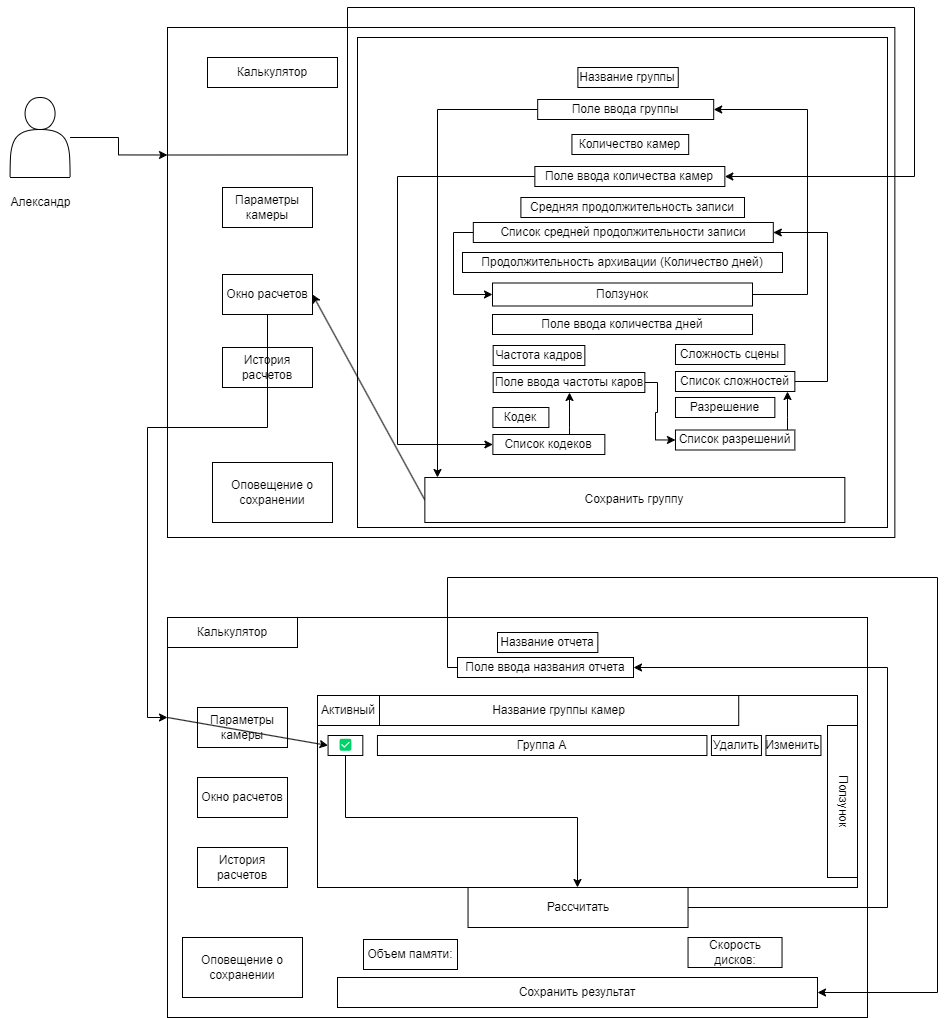 Калькулятор
Название группы
Поле ввода группы
Количество камер
Поле ввода количества камер
Александр
Параметры
камеры
Средняя продолжительность записи
Список средней продолжительности записи
Продолжительность архивации (Количество дней)
Окно расчетов
Ползунок
Поле ввода количества дней
История
расчетов
Частота кадров
Сложность сцены
Поле ввода частоты каров
Список сложностей
Кодек
Разрешение
Список кодеков
Список разрешений
Оповещение о
сохранении
Сохранить группу
Калькулятор
Название отчета
Поле ввода названия отчета
Параметры
камеры
Активный
Название группы камер
Группа А
Удалить
Изменить
Ползунок
Окно расчетов
История
расчетов
Рассчитать
Оповещение о
сохранении
Объем памяти:
Скорость
дисков:
Сохранить результат